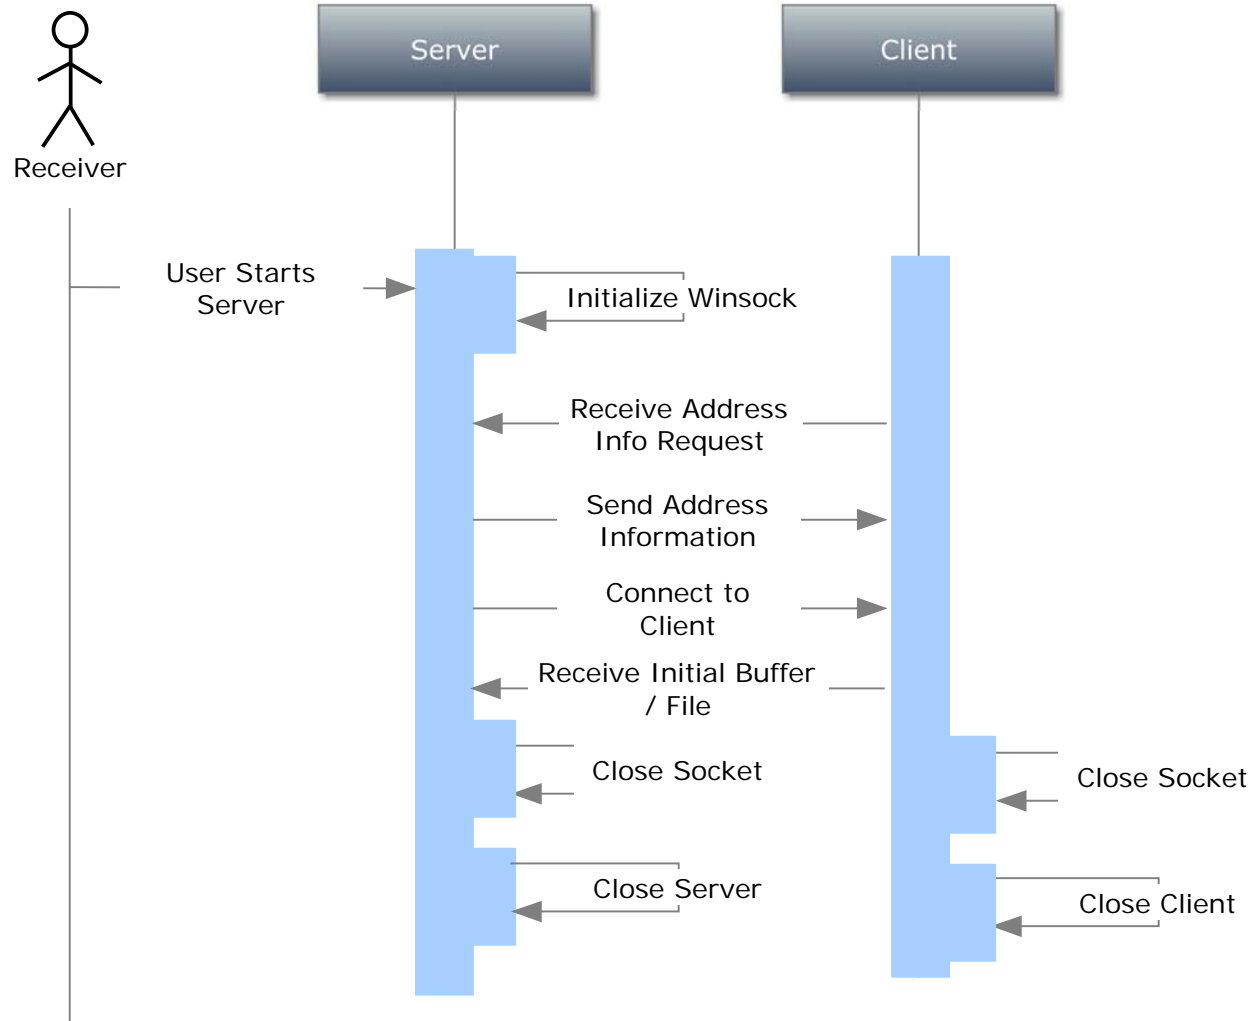 Server
Client
Receiver
User Starts
Server
Initialize Winsock
Receive Address
Info Request
Send Address
Information
Connect to
Client
Receive Initial Buffer
/ File
Close Socket
Close Socket
Close Server
Close Client